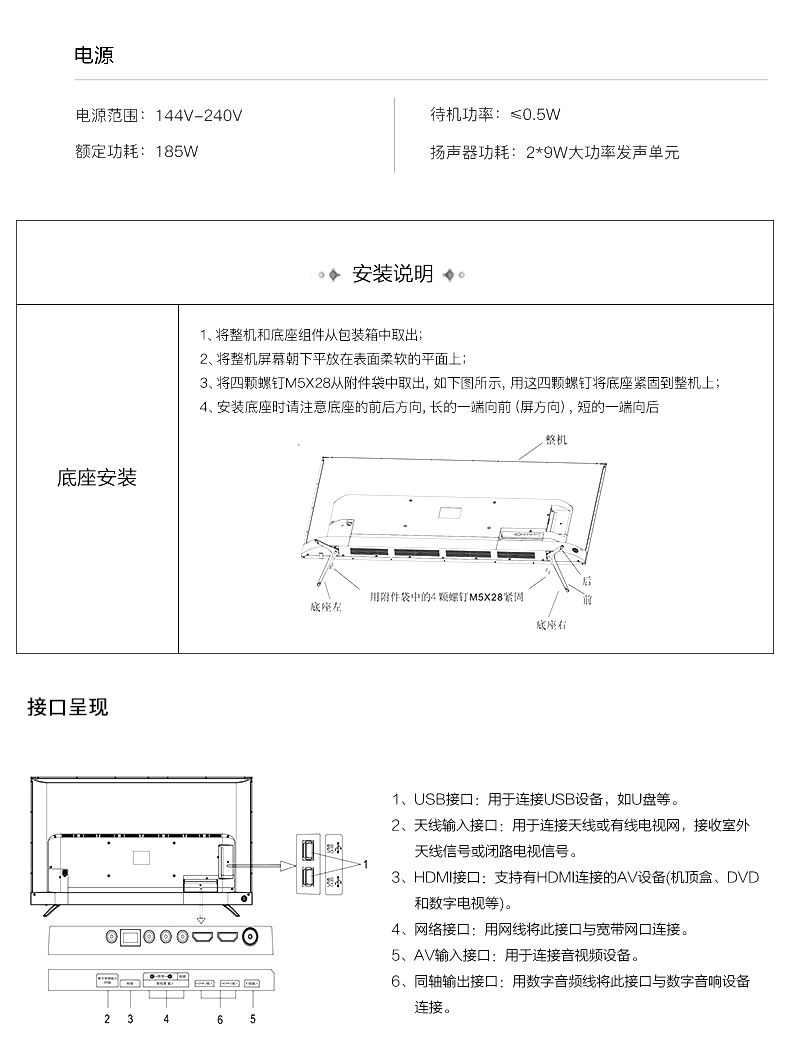 电源
电源范围：144V-240V
待机功率：≤0.5W
额定功耗：185W
扬声器功耗：2*9W大功率发声单元
安装说明
底座安装
1、将整机和底座组件从包装箱中取出；
2、将整机屏幕朝下平放在表面柔软的平面上；
3、将四颗螺钉M5X28从附件袋中取出，如下图所示，用这四颗螺钉将底座紧固到整机上；
4、安装底座时请注意底座的前后方向，长的一端向前（屏方向），短的一端向后
整机
后
前
用附件袋中的4颗螺钉M5X28紧固
底座左
底座右
接口呈现
1
2 3 4 6 5
1、USB接口：用于连接USB设备，如U盘等。
2、天线输入接口：用于连接天线或有线电视网，接收室外
天线信号或闭路电视信号。
3、HDMI接口：支持有HDMI连接的AV设备(机顶盒、DVD
和数字电视等)。
4、网络接口：用网线将此接口与宽带网口连接。
5、AV输入接口：用于连接音视频设备。
6、同轴输出接口：用数字音频线将此接口与数字音响设备
连接。